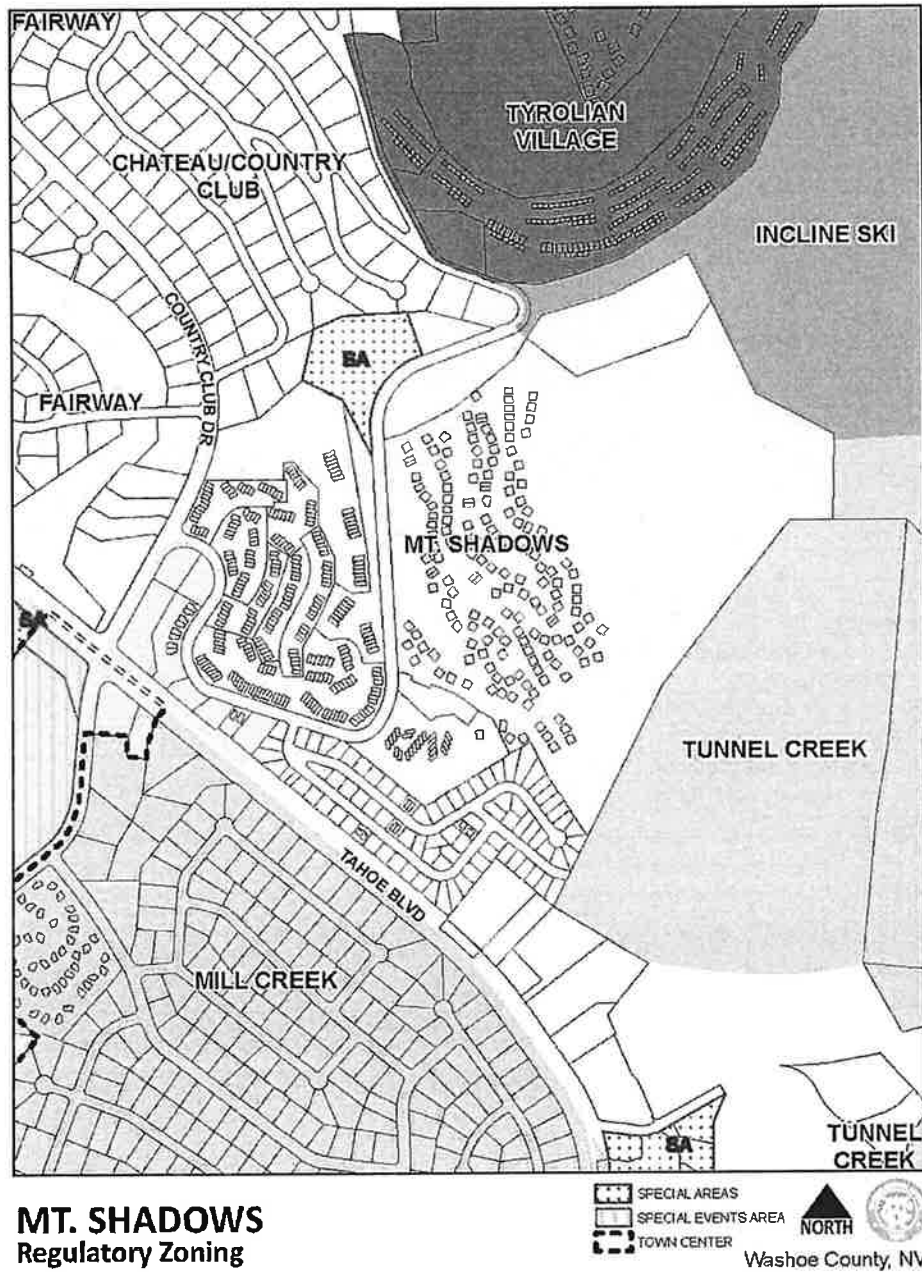 FAIRWAY
TYROLIAN
VILLAGE
CHATEAU/COUNTRY
CLUB
INCLINE SKI
COUNTRY CLUB DR
SA
FAIRWAY
MT. SHADOWS
SA
TUNNEL CREEK
TAHOE BLVD
MILL CREEK
SA
TUNNEL
CREEK
MT. SHADOWS
Regulatory Zoning
SPECIAL AREAS
SPECIAL EVENTS AREA
TOWN CENTER
NORTH
Washoe County, NV